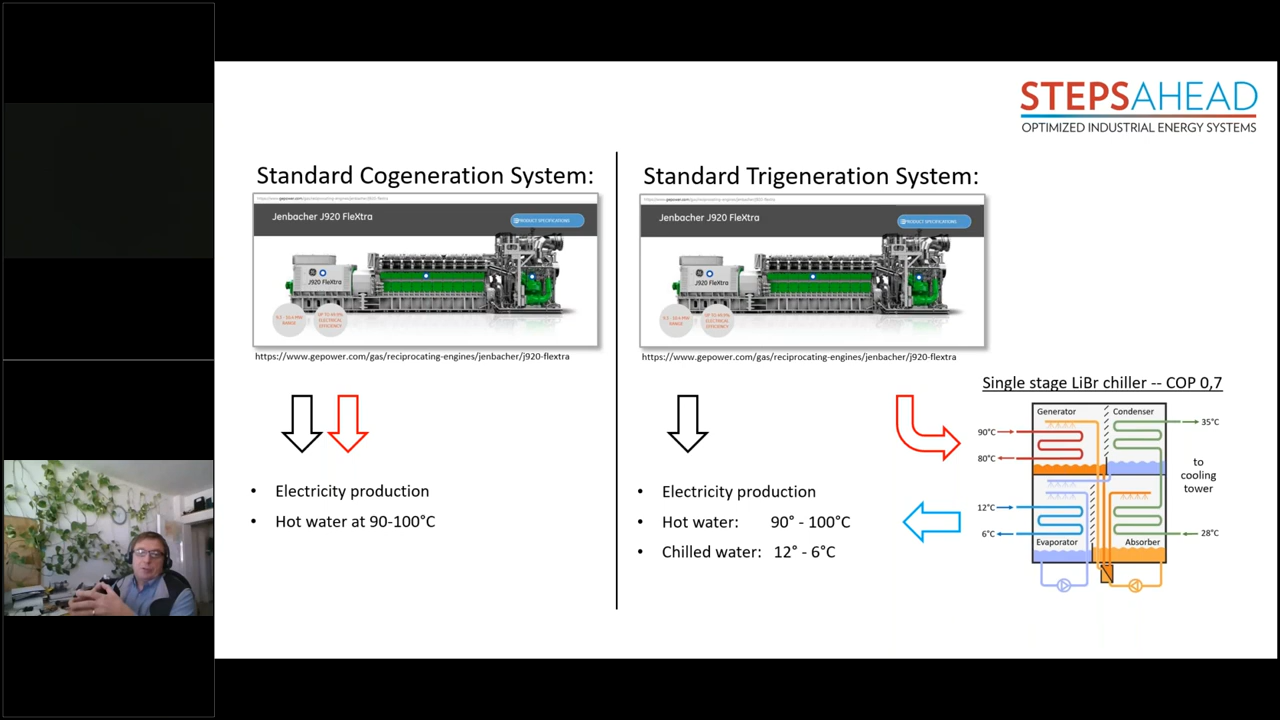 STEPSAHEAD
OPTIMIZED INDUSTRIAL ENERGY SYSTEMS
Standard Cogeneration System:
Jenbacher J920 FleXtra
PRODUCT SPECIFICATIONS
J920 FleXtra
https://www.gepower.com/gas/reciprocating-engines/jenbacher/j920-flextra
• Electricity production
• Hot water at 90-100°C
Standard Trigeneration System:
Jenbacher J920 FleXtra
PRODUCT SPECIFICATIONS
J920 FleXtra
https://www.gepower.com/gas/reciprocating-engines/jenbacher/j920-flextra
• Electricity production
• Hot water: 90° - 100°C
• Chilled water: 12° - 6°C
Single stage LiBr chiller -- COP 0,7
Generator
Condenser
90°C
35°C
80°C
to
cooling
tower
12°C
6°C
28°C
Evaporator
Absorber